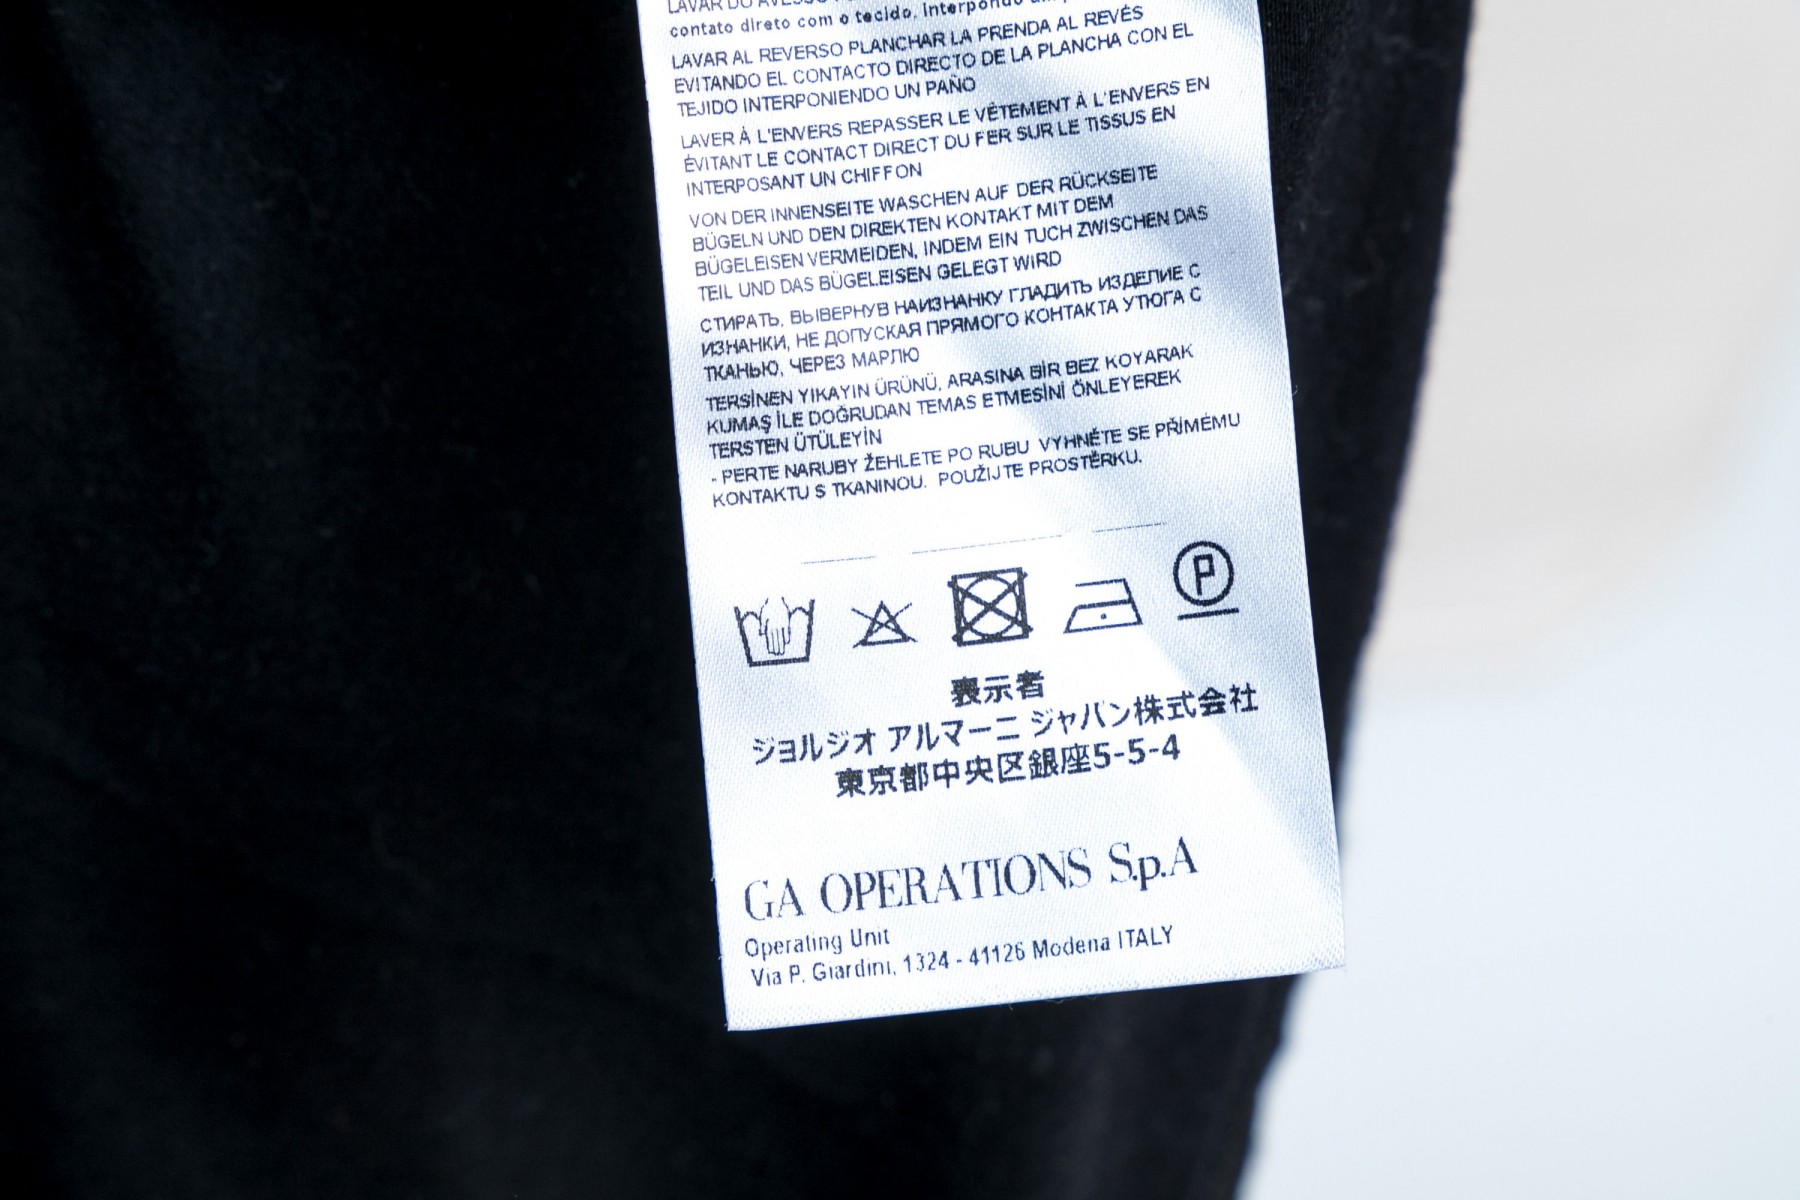 LAVAR DO AVESSO
contato direto com o tecido, interpondo
LAVAR AL REVERSO PLANCHAR LA PRENDA AL REVÉS
EVITANDO EL CONTACTO DIRECTO DE LA PLANCHA CON EL
TEJIDO INTERPONIENDO UN PAÑO
LAVER À L'ENVERS REPASSER LE VÊTEMENT À L'ENVERS EN
ÉVITANT LE CONTACT DIRECT DU FER SUR LE TISSUS EN
INTERPOSANT UN CHIFFON
VON DER INNENSEITE WASCHEN AUF DER RÜCKSEITE
BÜGELN UND DEN DIREKTEN KONTAKT MIT DEM
BÜGELEISEN VERMEIDEN, INDEM EIN TUCH ZWISCHEN DAS
TEIL UND DAS BÜGELEISEN GELEGT WIRD
СТИРАТЬ, ВЫВЕРНУВ НАИЗНАНКУ ГЛАДИТЬ ИЗДЕЛИЕ С
ИЗНАНКИ, НЕ ДОПУСКАЯ ПРЯМОГО КОНТАКТА УТЮГА С
ТКАНЬЮ, ЧЕРЕЗ МАРЛЮ
TERSİNEN YIKAYIN ÜRÜNÜ, ARASINA BİR BEZ KOYARAK
KUMAŞ İLE DOĞRUDAN TEMAS ETMESİNİ ÖNLEYEREK
TERSTEN ÜTÜLEYİN
- PERTE NARUBY ŽEHLETE PO RUBU VYHNĚTE SE PŘÍMÉMU
KONTAKTU S TKANINOU. POUŽIJTE PROSTĚRKU.
P
表示者
ジョルジオ アルマーニ ジャパン株式会社
東京都中央区銀座5-5-4
GA OPERATIONS S.p.A
Operating Unit
Via P. Giardini, 1324 - 41126 Modena ITALY